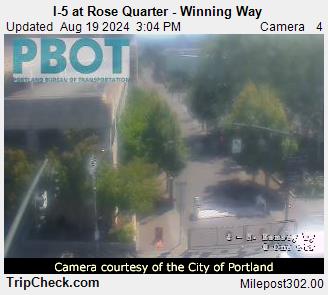 I-5 at Rose Quarter - Winning Way
Updated Aug 19 2024 3:04 PM Camera 4
PBOT
PORTLAND BUREAU OF TRANSPORTATION
Camera courtesy of the City of Portland
TripCheck.com Milepost302.00